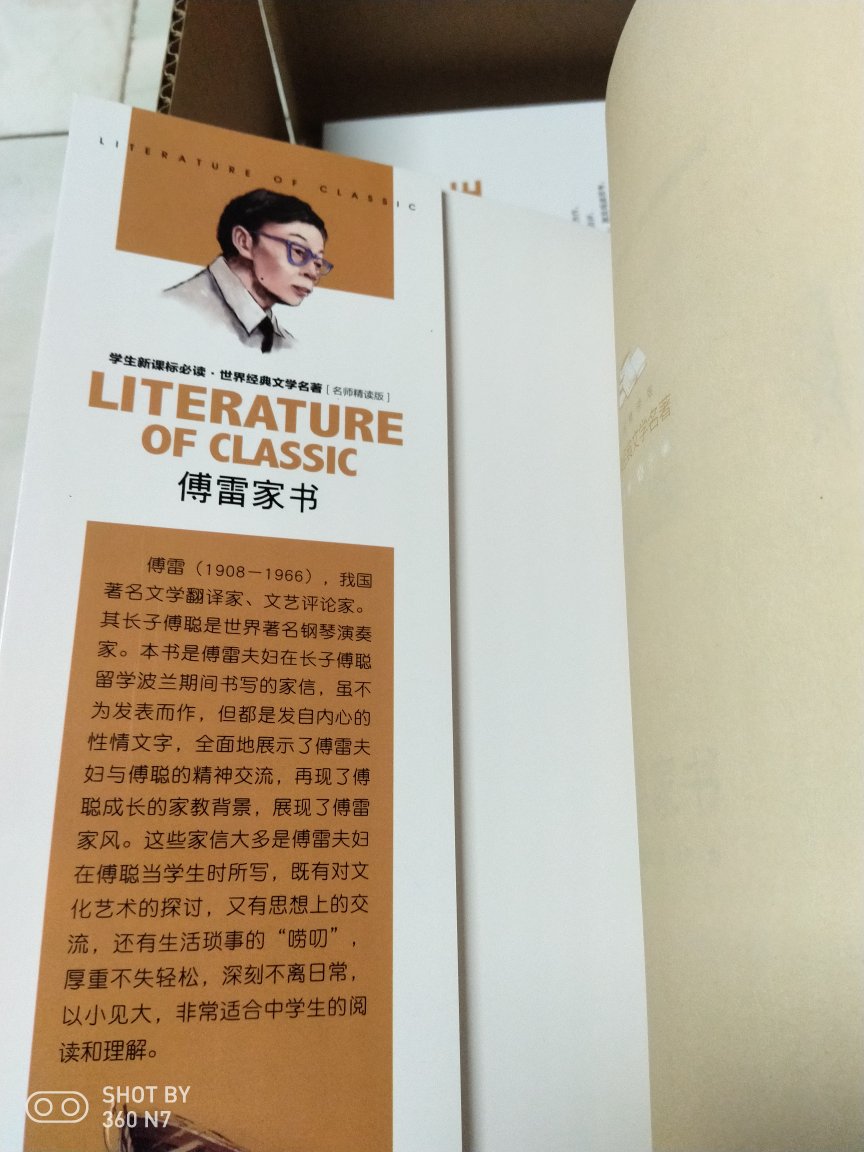 LITERATURE OF CLASSIC
学生新课标必读·世界经典文学名著[名师精读版]
LITERATURE
OF CLASSIC
傅雷家书
傅雷(1908-1966),我国
著名文学翻译家、文艺评论家。
其长子傅聪是世界著名钢琴演奏
家。本书是傅雷夫妇在长子傅聪
留学波兰期间书写的家信,虽不
为发表而作,但都是发自内心的
性情文字,全面地展示了傅雷夫
妇与傅聪的精神交流,再现了傅
聪成长的家教背景,展现了傅雷
家风。这些家信大多是傅雷夫妇
在傅聪当学生时所写,既有对文
化艺术的探讨,又有思想上的交
流,还有生活琐事的“唠叨”,
厚重不失轻松,深刻不离日常,
以小见大,非常适合中学生的阅
读和理解。
文学名著
SHOT BY
360 N7